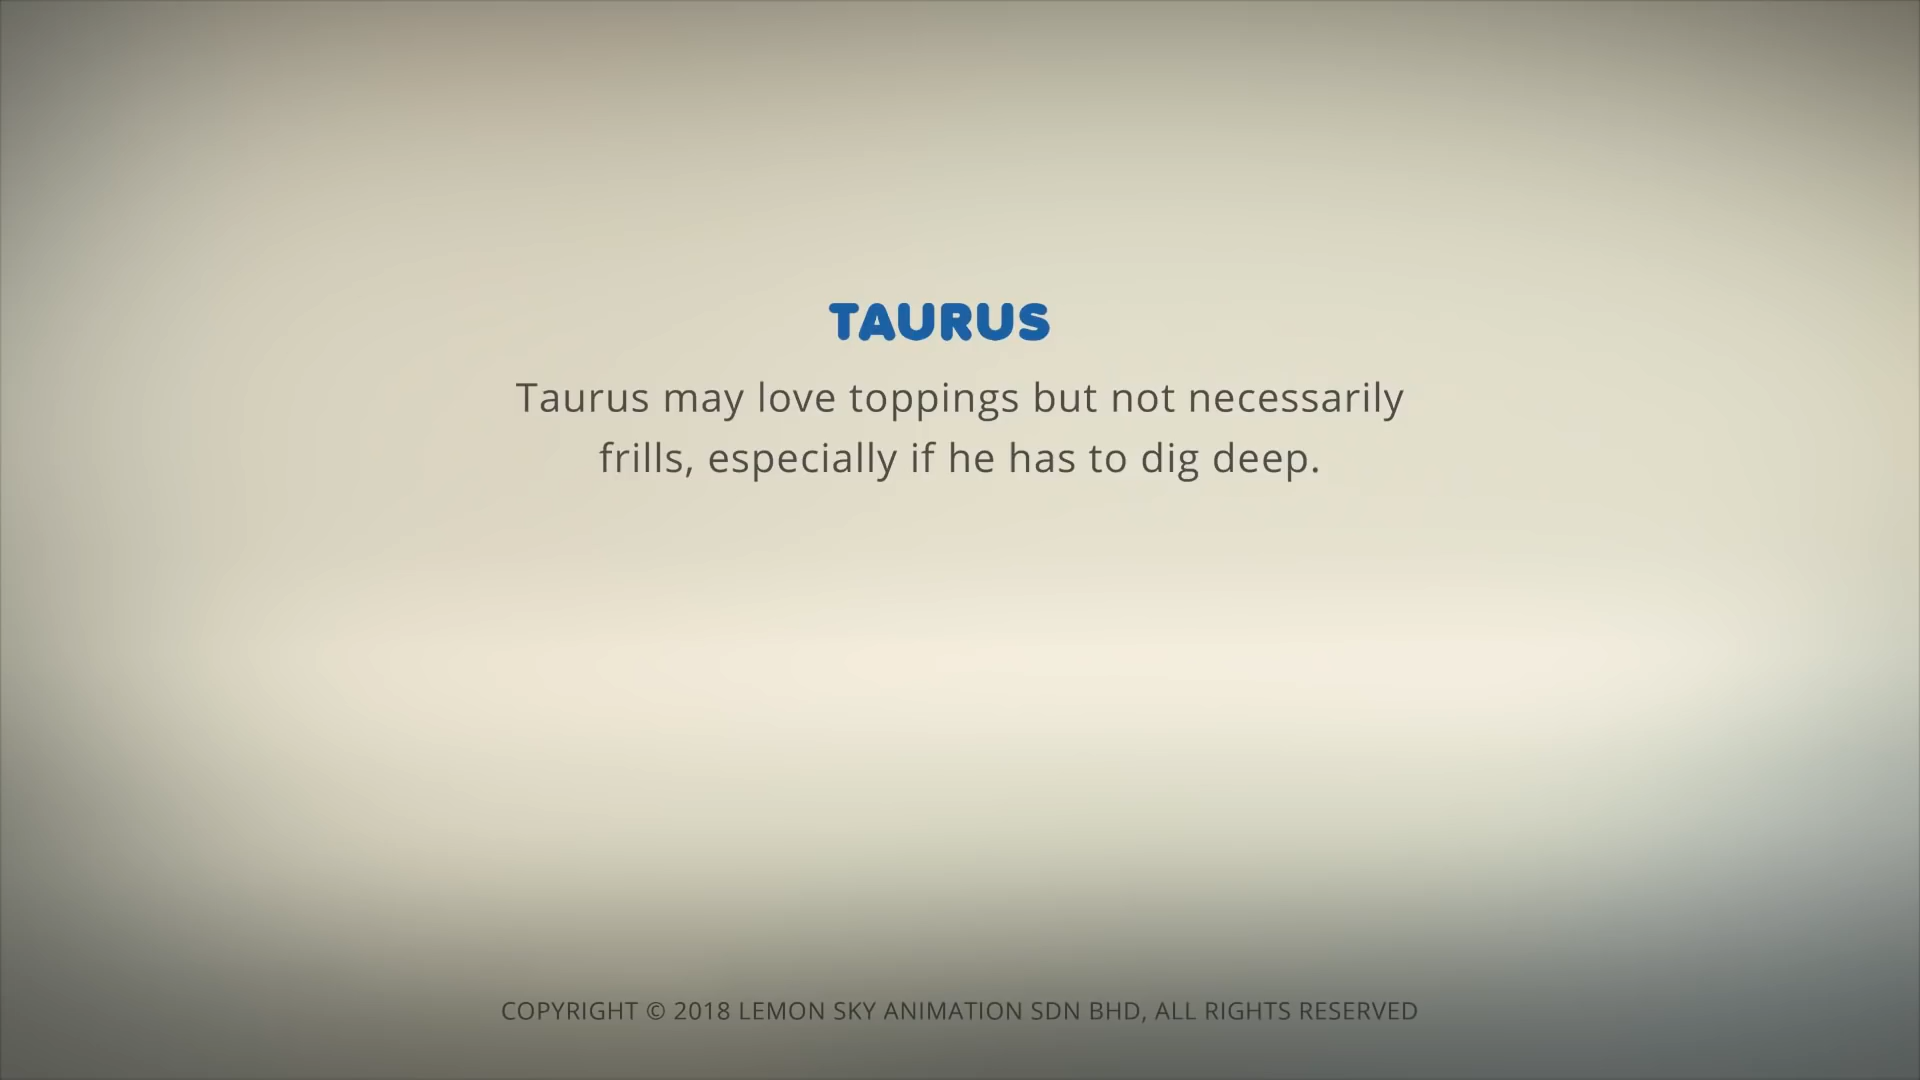 TAURUS
Taurus may love toppings but not necessarily
frills, especially if he has to dig deep.
COPYRIGHT © 2018 LEMON SKY ANIMATION SDN BHD, ALL RIGHTS RESERVED